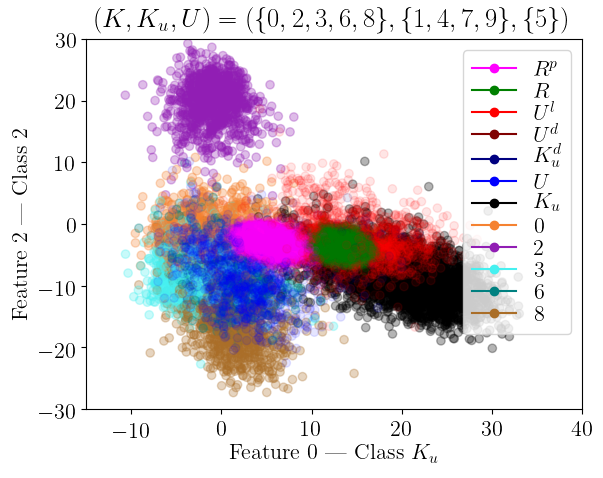 (K, K_u, U) = ({0, 2, 3, 6, 8}, {1, 4, 7, 9}, {5})
30
20
10
0
−10
−20
−30
Feature 2 — Class 2
R^p
R
U^l
U^d
K_u^d
U
K_u
0
2
3
6
8
−10
0
10
20
30
40
Feature 0 — Class K_u